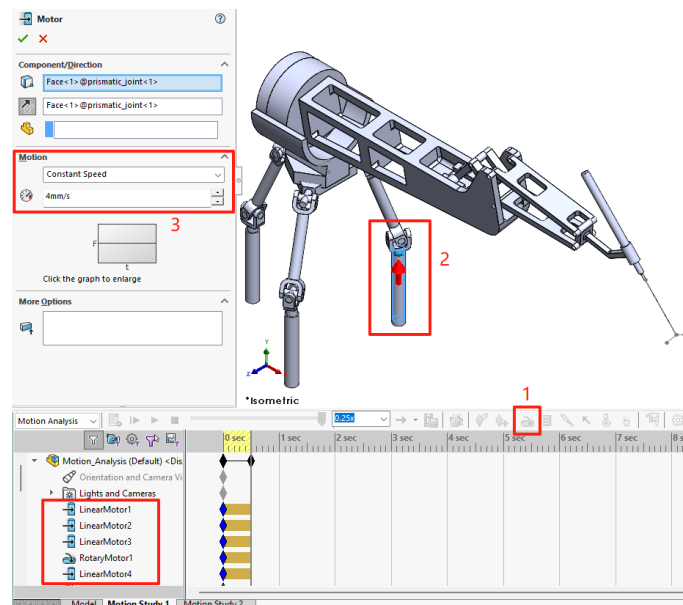 Motor
Component/Direction
Face<1>@prismatic_joint<1>
Face<1>@prismatic_joint<1>
Motion
Constant Speed
4mm/s
3
F
t
Click the graph to enlarge
More Options
2
Y
Z
*Isometric
1
Motion Analysis
0.25x
0 sec 1 sec 2 sec 3 sec 4 sec 5 sec 6 sec 7 sec 8
Motion_Analysis (Default) <Dis
Orientation and Camera Vi
Lights and Cameras
LinearMotor1
LinearMotor2
LinearMotor3
RotaryMotor1
LinearMotor4
Model Motion Study 1 Motion Study 2